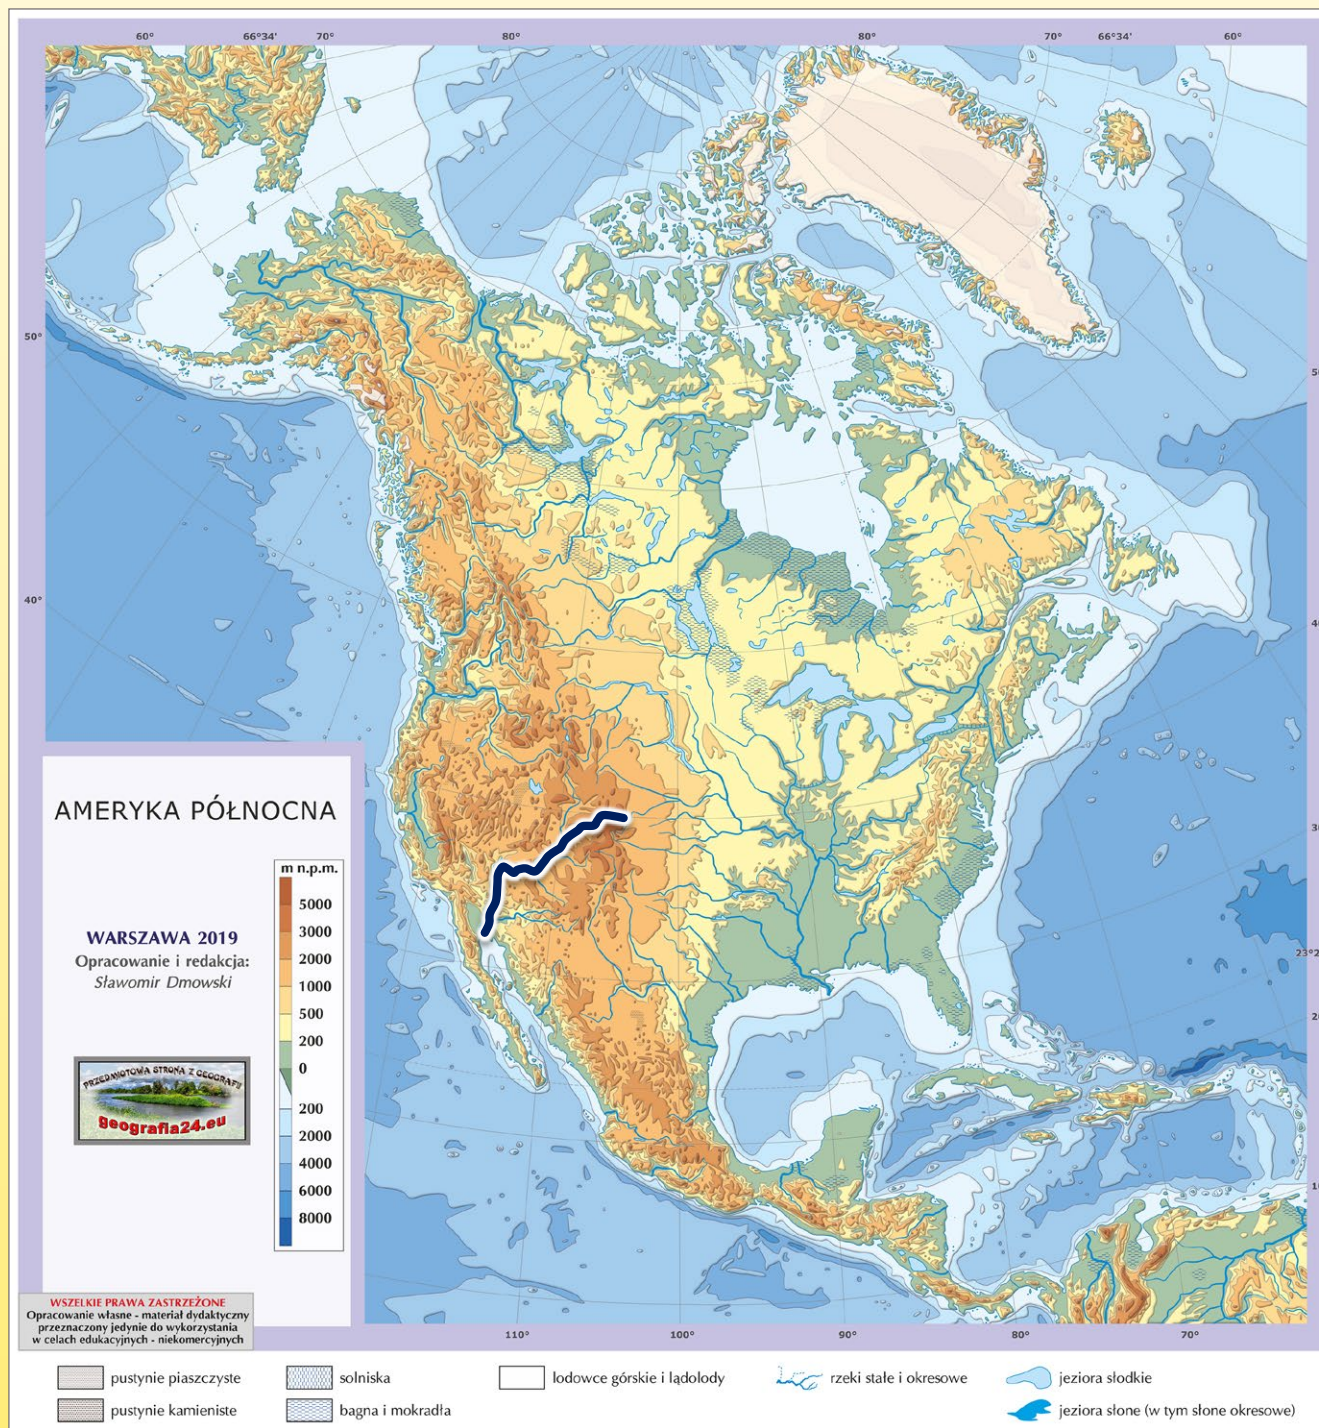 60° 66°34' 70° 80° 80° 70° 66°34' 60°
50°
40°
AMERYKA PÓŁNOCNA
WARSZAWA 2019
Opracowanie i redakcja:
Sławomir Dmowski
PRZEDMIOTOWA STRONA Z GEOGRAFII
geografia24.eu
m n.p.m.
5000
3000
2000
1000
500
200
0
200
2000
4000
6000
8000
WSZELKIE PRAWA ZASTRZEŻONE
Opracowanie własne - materiał dydaktyczny
przeznaczony jedynie do wykorzystania
w celach edukacyjnych - niekomercyjnych
110° 100° 90° 80° 70°
pustynie piaszczyste
solniska
lodowce górskie i lądolody
rzeki stałe i okresowe
jeziora słodkie
pustynie kamieniste
bagna i mokradła
jeziora słone (w tym słone okresowe)